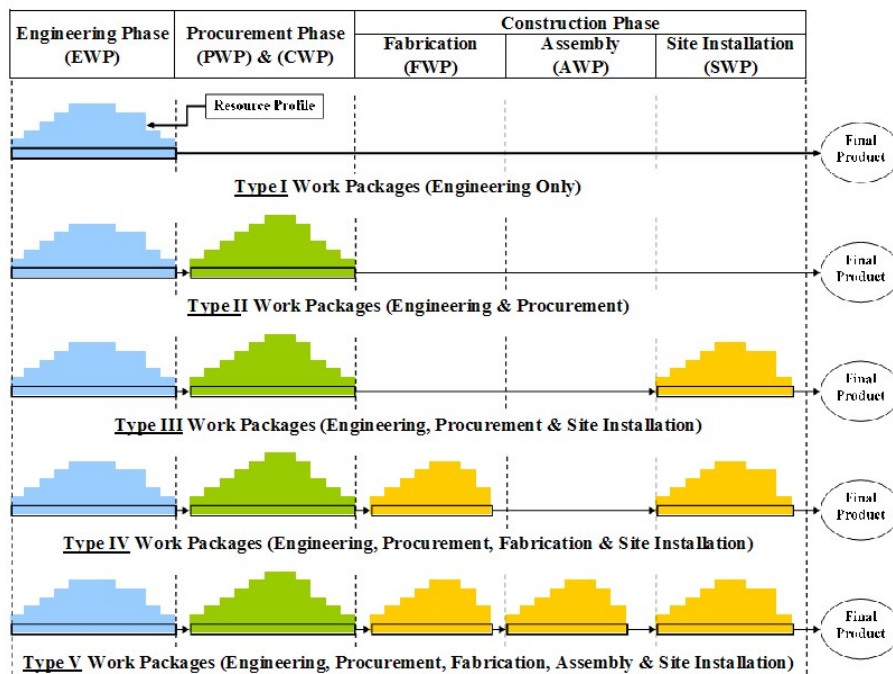 Engineering Phase
(EWP)
Procurement Phase
(PWP) & (CWP)
Construction Phase
Fabrication
(FWP)
Assembly
(AWP)
Site Installation
(SWP)
Resource Profile
Final
Product
Type I Work Packages (Engineering Only)
Final
Product
Type II Work Packages (Engineering & Procurement)
Final
Product
Type III Work Packages (Engineering, Procurement & Site Installation)
Final
Product
Type IV Work Packages (Engineering, Procurement, Fabrication & Site Installation)
Final
Product
Type V Work Packages (Engineering, Procurement, Fabrication, Assembly & Site Installation)